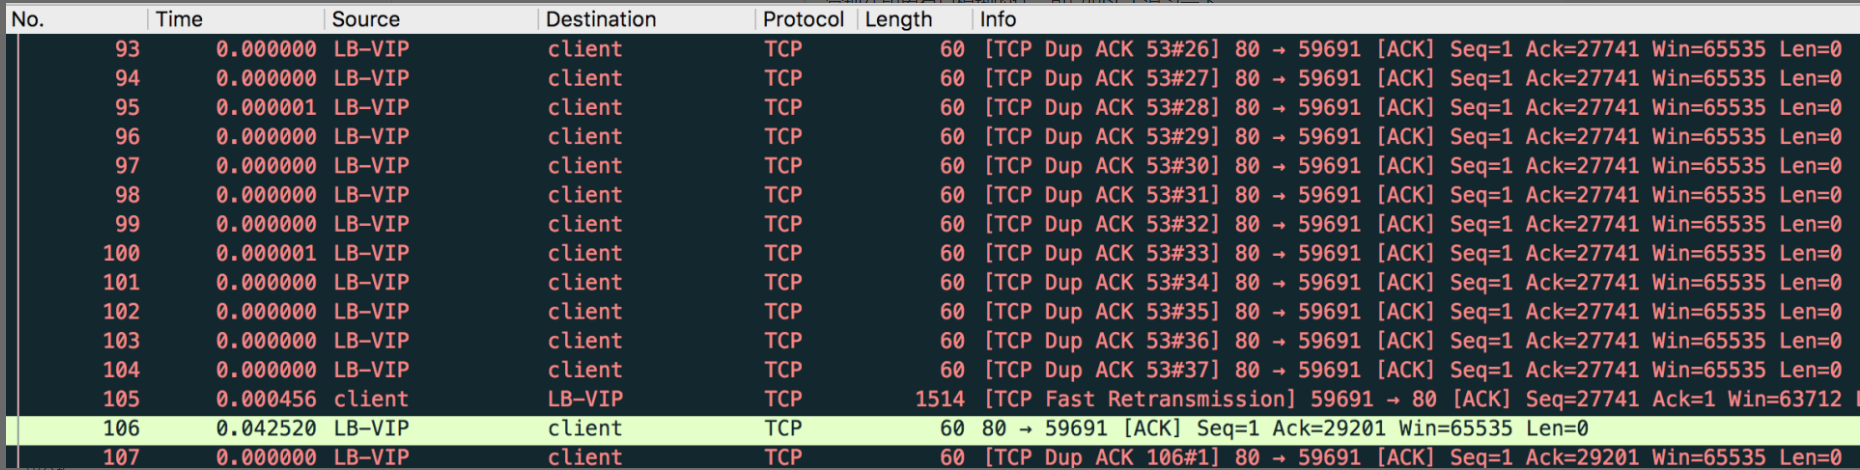 No. Time Source Destination Protocol Length Info
93 0.000000 LB-VIP client TCP 60 [TCP Dup ACK 53#26] 80 → 59691 [ACK] Seq=1 Ack=27741 Win=65535 Len=0
94 0.000000 LB-VIP client TCP 60 [TCP Dup ACK 53#27] 80 → 59691 [ACK] Seq=1 Ack=27741 Win=65535 Len=0
95 0.000001 LB-VIP client TCP 60 [TCP Dup ACK 53#28] 80 → 59691 [ACK] Seq=1 Ack=27741 Win=65535 Len=0
96 0.000000 LB-VIP client TCP 60 [TCP Dup ACK 53#29] 80 → 59691 [ACK] Seq=1 Ack=27741 Win=65535 Len=0
97 0.000000 LB-VIP client TCP 60 [TCP Dup ACK 53#30] 80 → 59691 [ACK] Seq=1 Ack=27741 Win=65535 Len=0
98 0.000000 LB-VIP client TCP 60 [TCP Dup ACK 53#31] 80 → 59691 [ACK] Seq=1 Ack=27741 Win=65535 Len=0
99 0.000000 LB-VIP client TCP 60 [TCP Dup ACK 53#32] 80 → 59691 [ACK] Seq=1 Ack=27741 Win=65535 Len=0
100 0.000001 LB-VIP client TCP 60 [TCP Dup ACK 53#33] 80 → 59691 [ACK] Seq=1 Ack=27741 Win=65535 Len=0
101 0.000000 LB-VIP client TCP 60 [TCP Dup ACK 53#34] 80 → 59691 [ACK] Seq=1 Ack=27741 Win=65535 Len=0
102 0.000000 LB-VIP client TCP 60 [TCP Dup ACK 53#35] 80 → 59691 [ACK] Seq=1 Ack=27741 Win=65535 Len=0
103 0.000000 LB-VIP client TCP 60 [TCP Dup ACK 53#36] 80 → 59691 [ACK] Seq=1 Ack=27741 Win=65535 Len=0
104 0.000000 LB-VIP client TCP 60 [TCP Dup ACK 53#37] 80 → 59691 [ACK] Seq=1 Ack=27741 Win=65535 Len=0
105 0.000456 client LB-VIP TCP 1514 [TCP Fast Retransmission] 59691 → 80 [ACK] Seq=27741 Ack=1 Win=63712
106 0.042520 LB-VIP client TCP 60 80 → 59691 [ACK] Seq=1 Ack=29201 Win=65535 Len=0
107 0.000000 LB-VIP client TCP 60 [TCP Dup ACK 106#1] 80 → 59691 [ACK] Seq=1 Ack=29201 Win=65535 Len=0